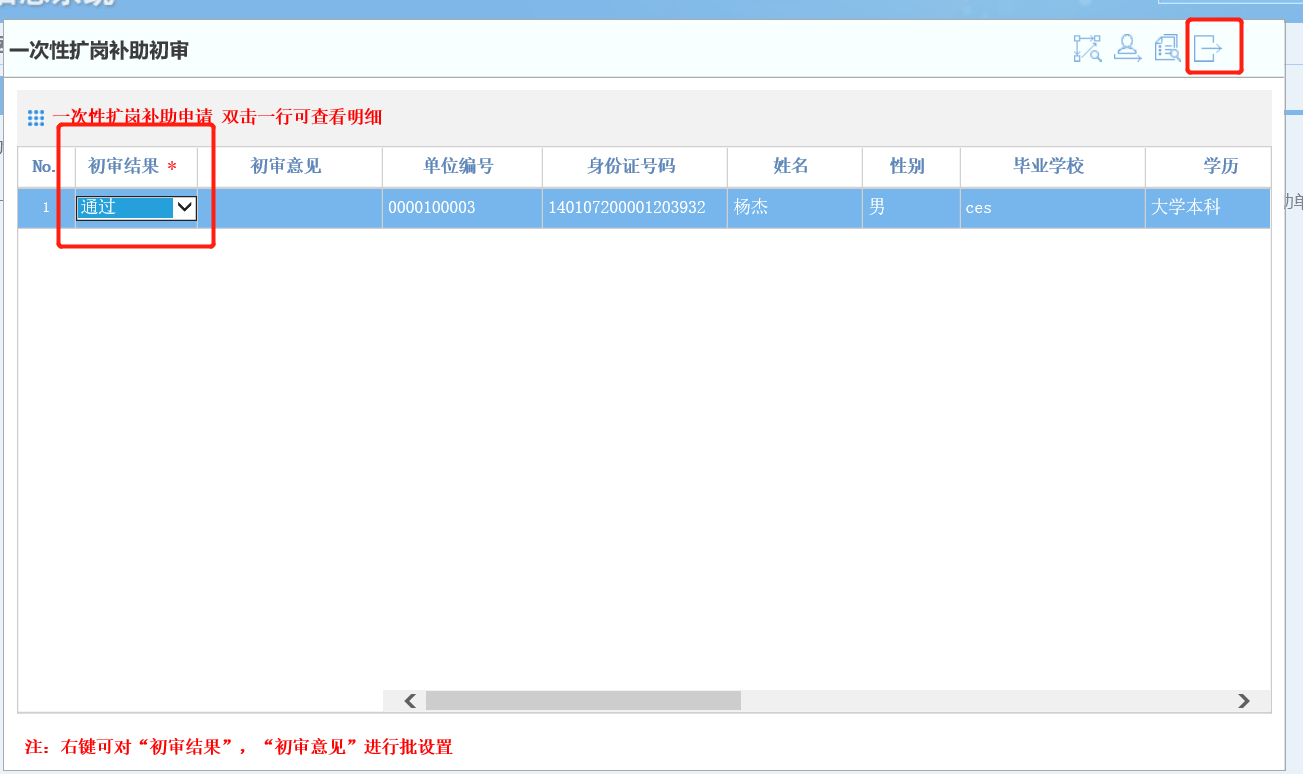 一次性扩岗补助初审
一次性扩岗补助申请 双击一行可查看明细
No. 初审结果 * 初审意见 单位编号 身份证号码 姓名 性别 毕业学校 学历
1 通过 0000100003 140107200001203932 杨杰 男 ces 大学本科
注：右键可对“初审结果”，“初审意见”进行批设置